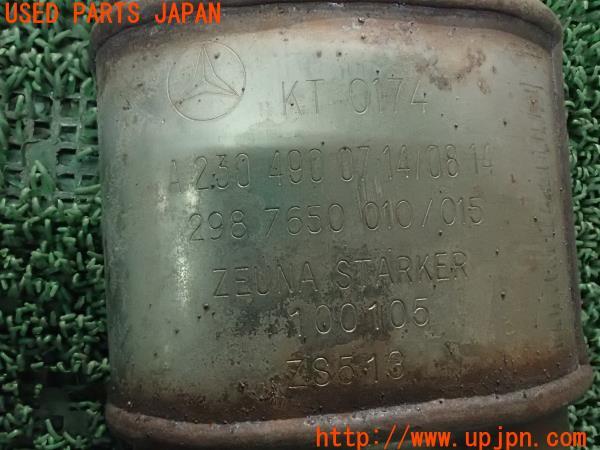 USED PARTS JAPAN
KT 0174
A 230 490 07 14/08 14
298 7650 010/015
ZEUNA STÄRKER
100105
ZS513
http://www.upjpn.com